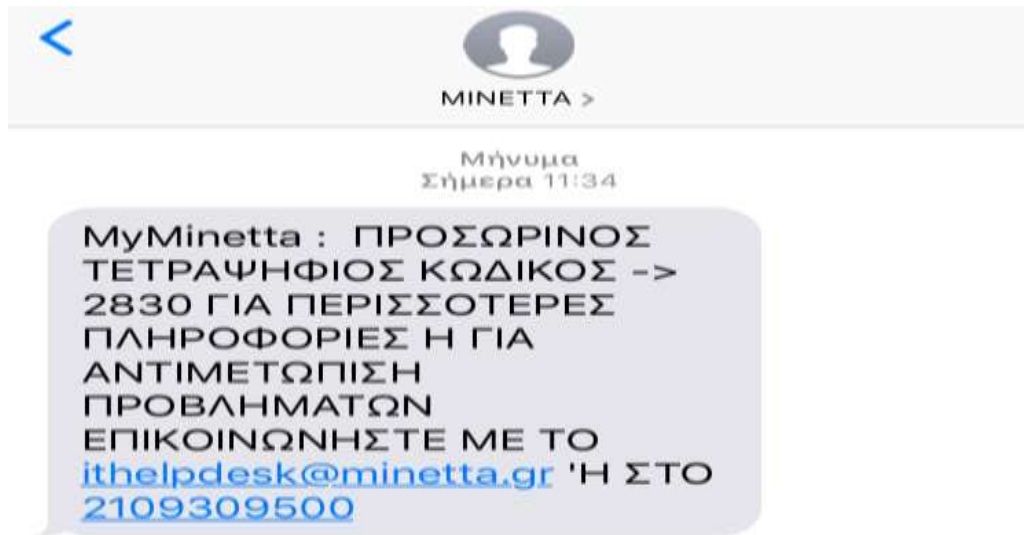 MINETTA >
Μήνυμα
Σήμερα 11:34
MyMinetta : ΠΡΟΣΩΡΙΝΟΣ
ΤΕΤΡΑΨΗΦΙΟΣ ΚΩΔΙΚΟΣ ->
2830 ΓΙΑ ΠΕΡΙΣΣΟΤΕΡΕΣ
ΠΛΗΡΟΦΟΡΙΕΣ Η ΓΙΑ
ΑΝΤΙΜΕΤΩΠΙΣΗ
ΠΡΟΒΛΗΜΑΤΩΝ
ΕΠΙΚΟΙΝΩΝΗΣΤΕ ΜΕ ΤΟ
ithelpdesk@minetta.gr 'Η ΣΤΟ
2109309500